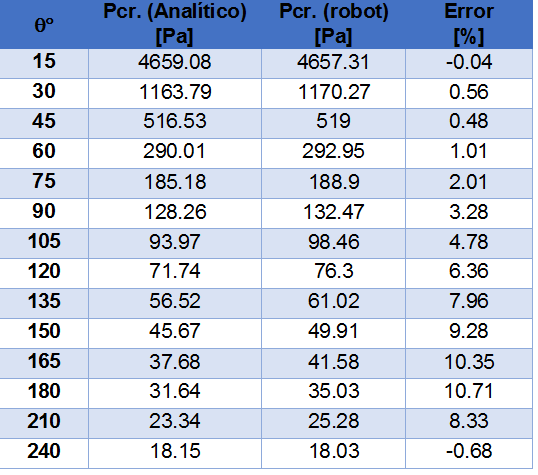 θº Pcr. (Analítico) [Pa] Pcr. (robot) [Pa] Error [%]
15 4659.08 4657.31 -0.04
30 1163.79 1170.27 0.56
45 516.53 519 0.48
60 290.01 292.95 1.01
75 185.18 188.9 2.01
90 128.26 132.47 3.28
105 93.97 98.46 4.78
120 71.74 76.3 6.36
135 56.52 61.02 7.96
150 45.67 49.91 9.28
165 37.68 41.58 10.35
180 31.64 35.03 10.71
210 23.34 25.28 8.33
240 18.15 18.03 -0.68